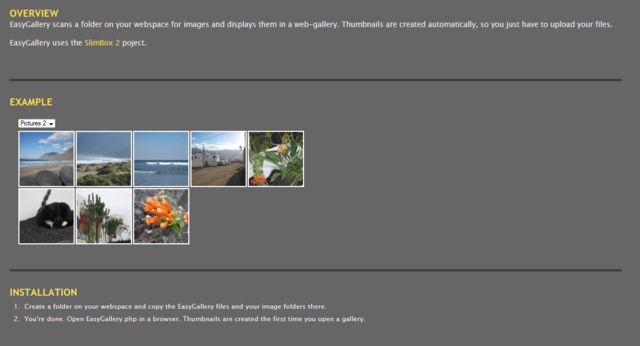 OVERVIEW
EasyGallery scans a folder on your webspace for images and displays them in a web-gallery. Thumbnails are created automatically, so you just have to upload your files.
EasyGallery uses the SlimBox 2 poject.
EXAMPLE
Pictures 2
INSTALLATION
1. Create a folder on your webspace and copy the EasyGallery files and your image folders there.
2. You're done. Open EasyGallery.php in a browser. Thumbnails are created the first time you open a gallery.